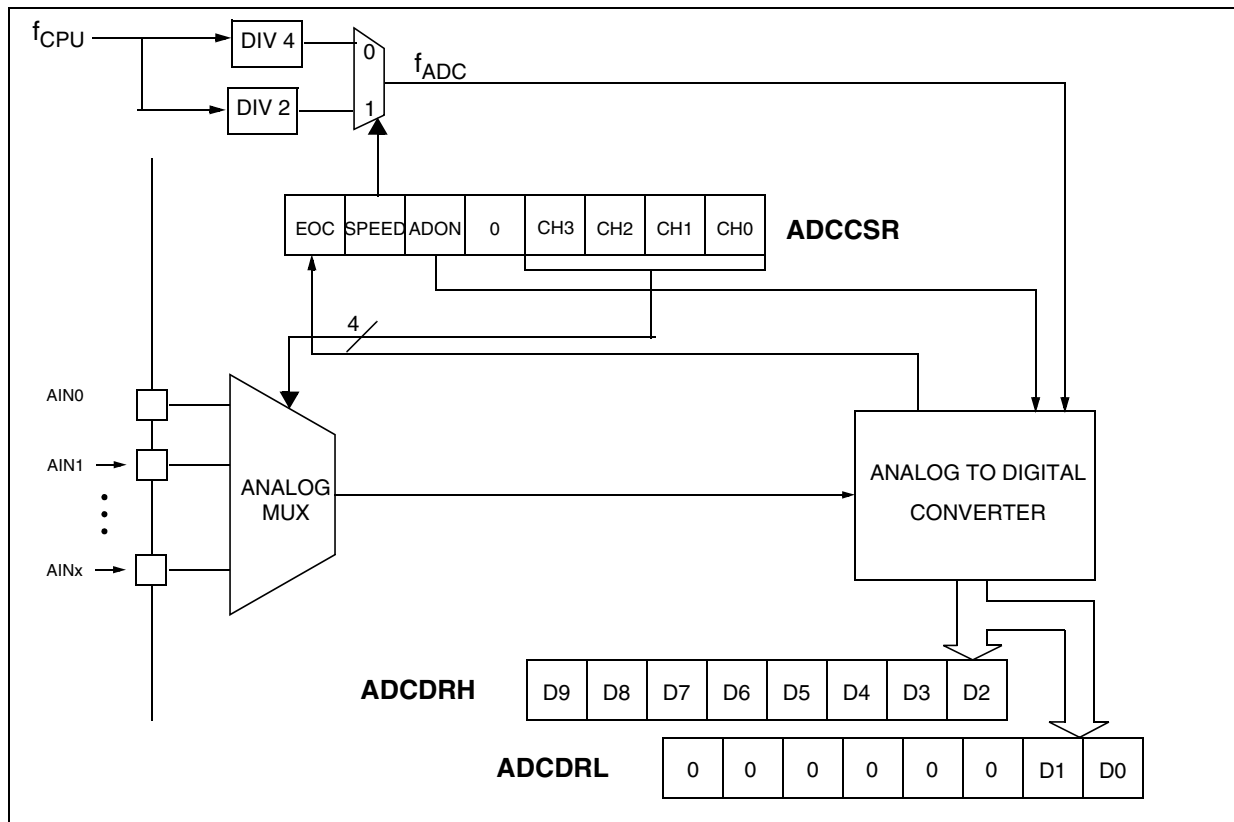 fCPU
DIV 4
0
fADC
DIV 2
1
EOC SPEED ADON 0 CH3 CH2 CH1 CH0 ADCCSR
4
AIN0
AIN1
ANALOG
MUX
ANALOG TO DIGITAL
CONVERTER
AINx
ADCDRH D9 D8 D7 D6 D5 D4 D3 D2
ADCDRL 0 0 0 0 0 0 D1 D0